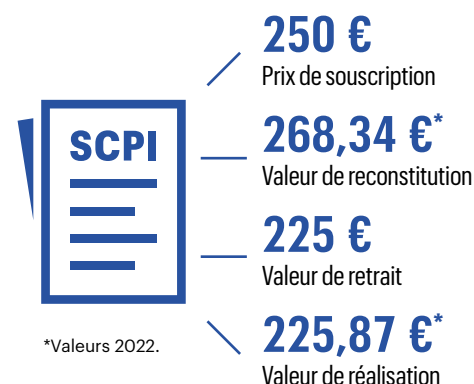 250 €
Prix de souscription
SCPI
268,34 €*
Valeur de reconstitution
225 €
Valeur de retrait
225,87 €*
Valeur de réalisation
*Valeurs 2022.